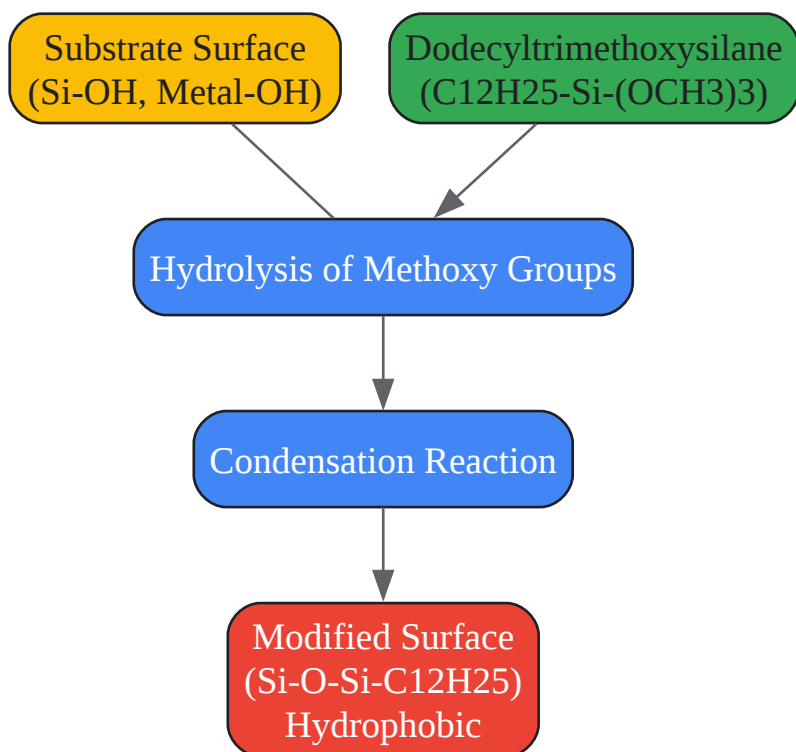 Substrate Surface
(Si-OH, Metal-OH)
Dodecyltrimethoxysilane
(C12H25-Si-(OCH3)3)
Hydrolysis of Methoxy Groups
Condensation Reaction
Modified Surface
(Si-O-Si-C12H25)
Hydrophobic